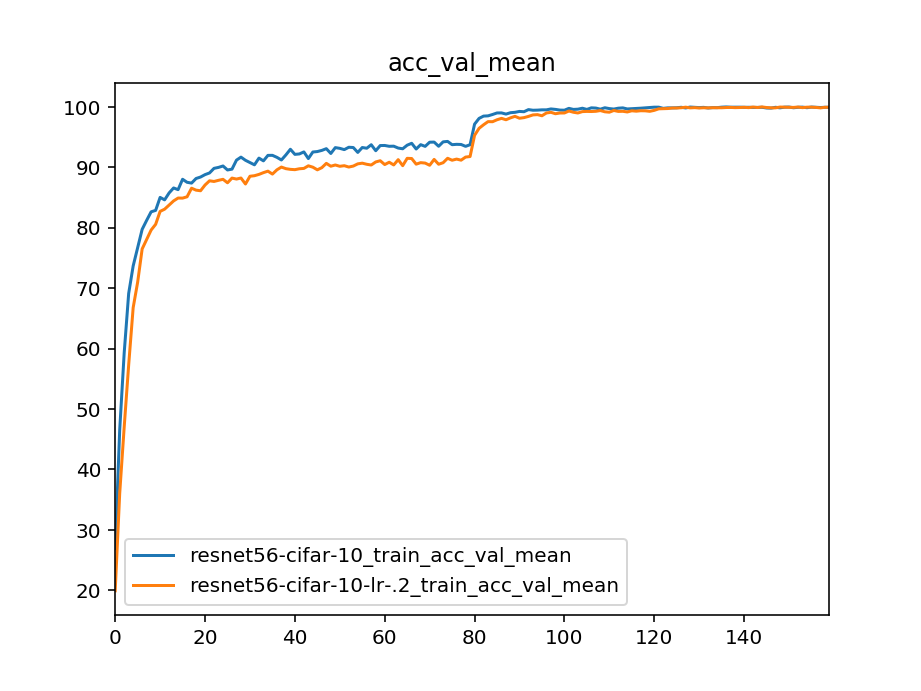 acc_val_mean
100
90
80
70
60
50
40
30
20
resnet56-cifar-10_train_acc_val_mean
resnet56-cifar-10-lr-.2_train_acc_val_mean
0 20 40 60 80 100 120 140